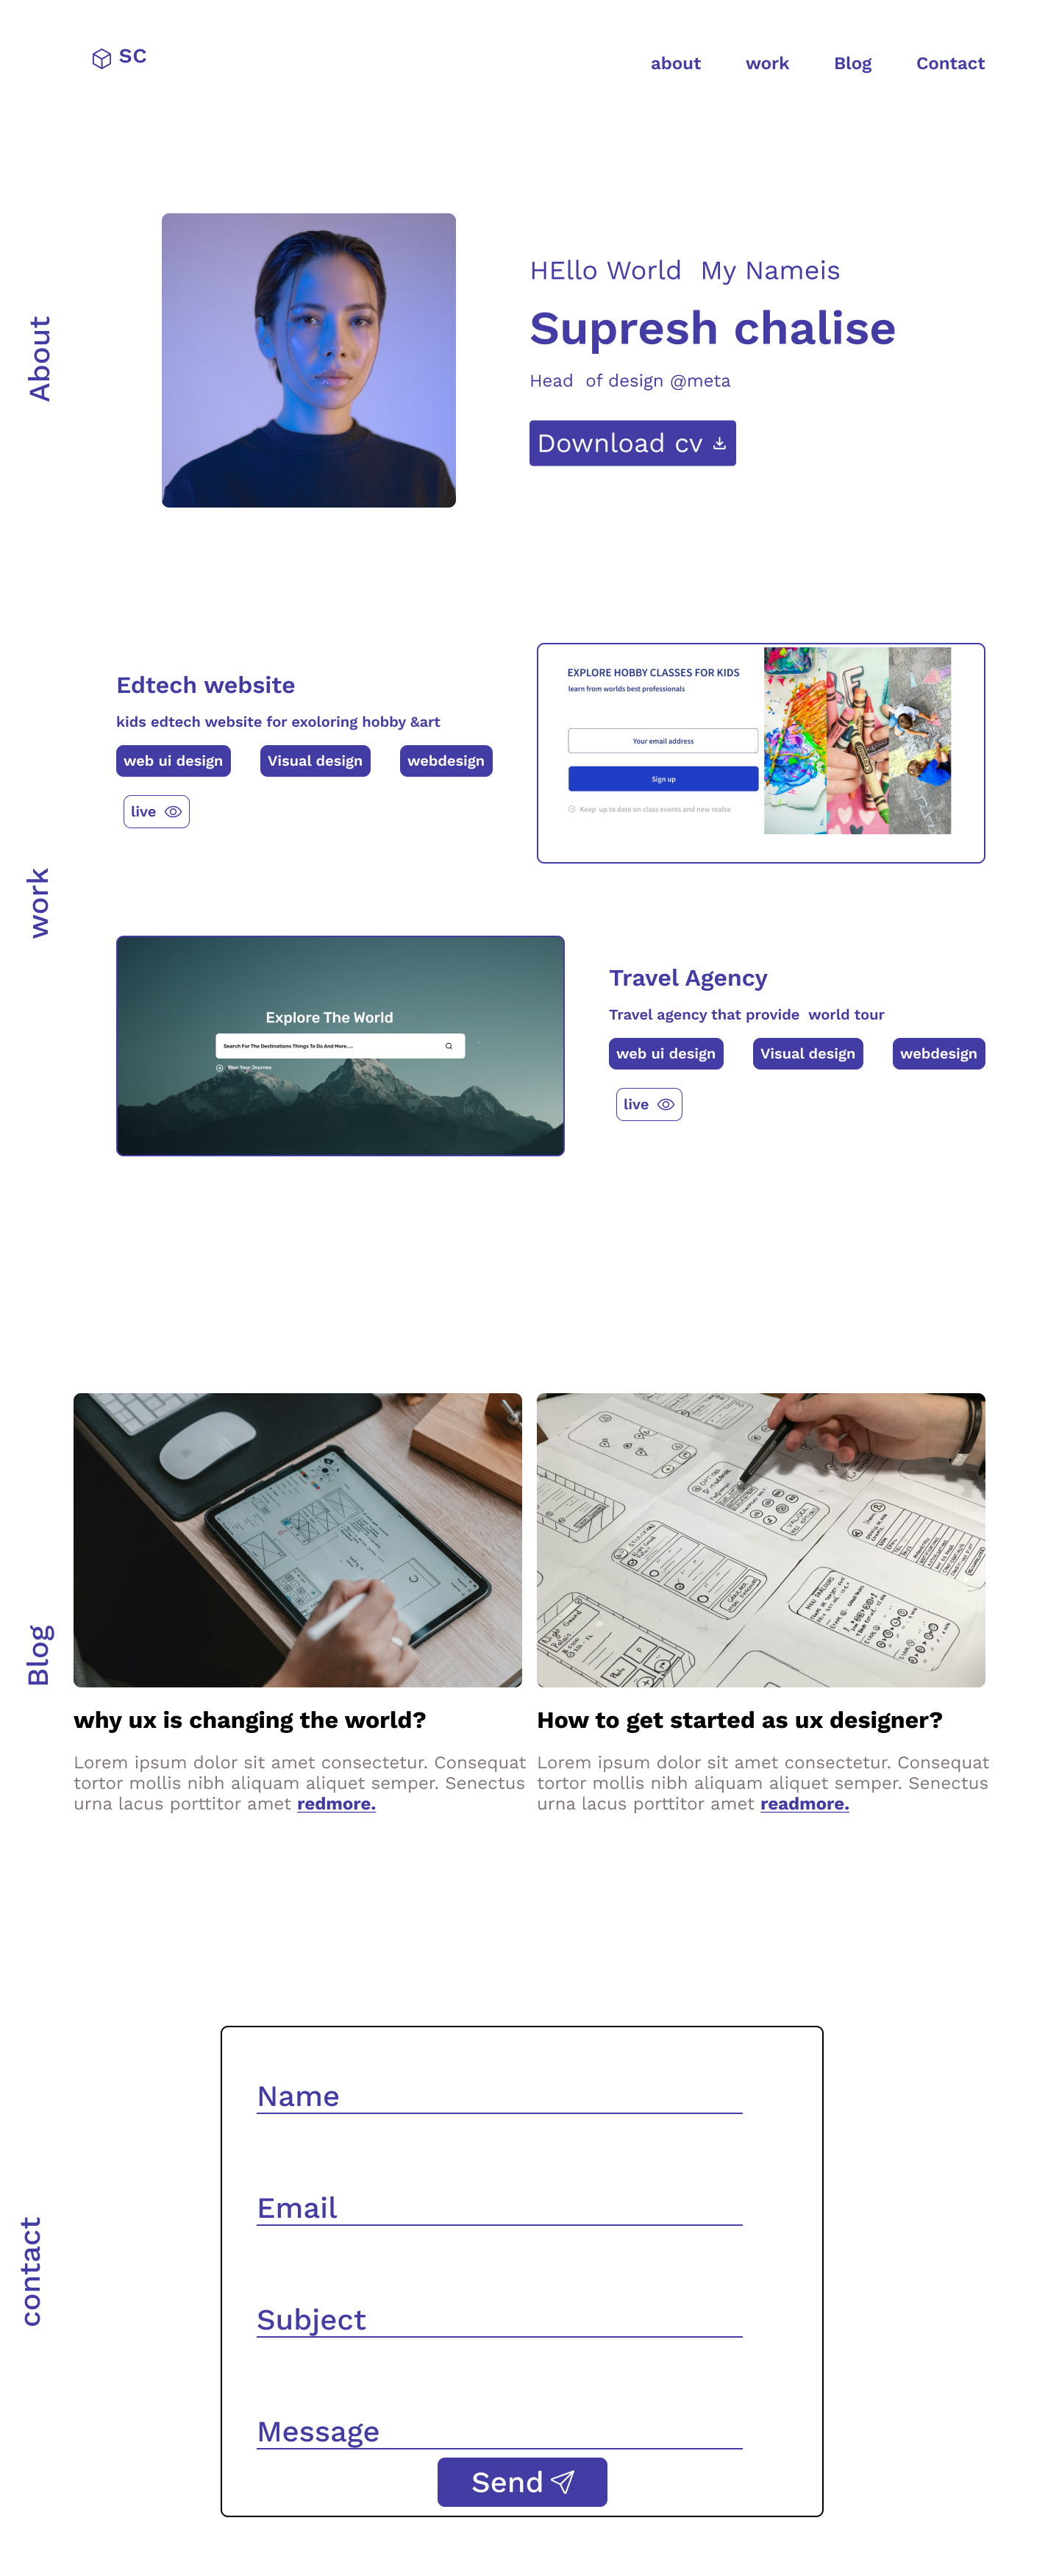 SC
about work Blog Contact
About
HEllo World My Nameis
Supresh chalise
Head of design @meta
Download cv
Edtech website
kids edtech website for exoloring hobby &art
web ui design Visual design webdesign
live
EXPLORE HOBBY CLASSES FOR KIDS
learn from worlds best professionals
Your email address
Sign up
Keep up to date on class events and new realse
work
Explore The World
Search For The Destinations Things To Do And More.....
Plan Your Journey
Travel Agency
Travel agency that provide world tour
web ui design Visual design webdesign
live
Blog
why ux is changing the world?
Lorem ipsum dolor sit amet consectetur. Consequat
tortor mollis nibh aliquam aliquet semper. Senectus
urna lacus porttitor amet redmore.
How to get started as ux designer?
Lorem ipsum dolor sit amet consectetur. Consequat
tortor mollis nibh aliquam aliquet semper. Senectus
urna lacus porttitor amet readmore.
contact
Name
Email
Subject
Message
Send